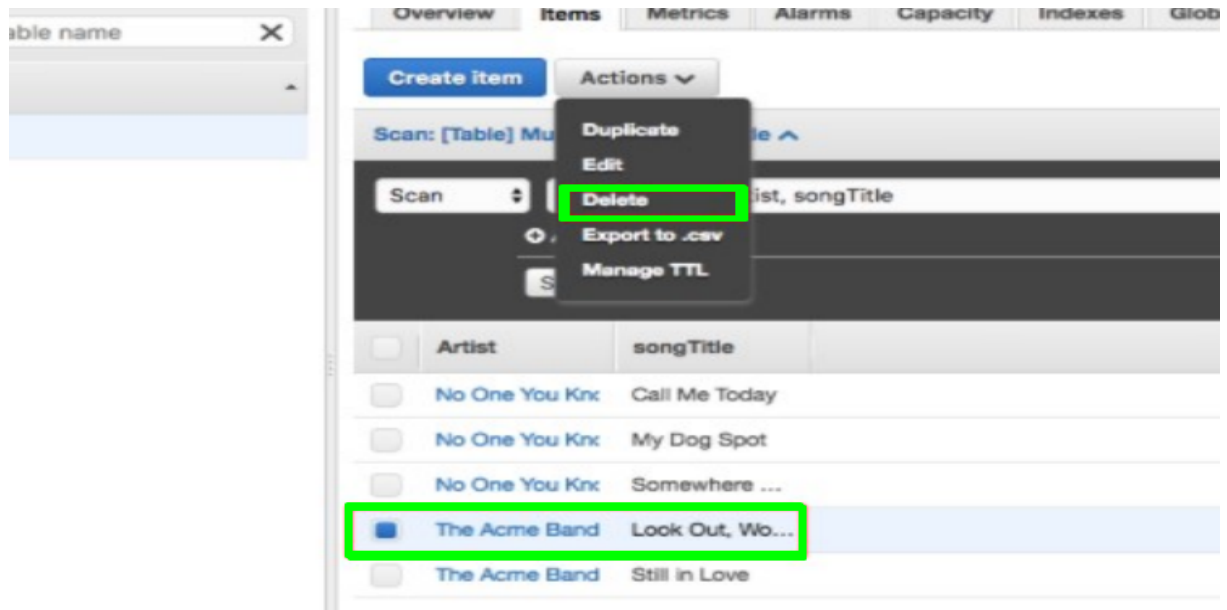 Overview Items Metrics Alarms Capacity Indexes Glob
able name
Create item Actions
Scan: [Table] Mu le
Duplicate
Edit
Scan ist, songTitle
Delete
Export to .csv
Manage TTL
S
Artist songTitle
No One You Knc Call Me Today
No One You Knc My Dog Spot
No One You Knc Somewhere ...
The Acme Band Look Out, Wo...
The Acme Band Still in Love